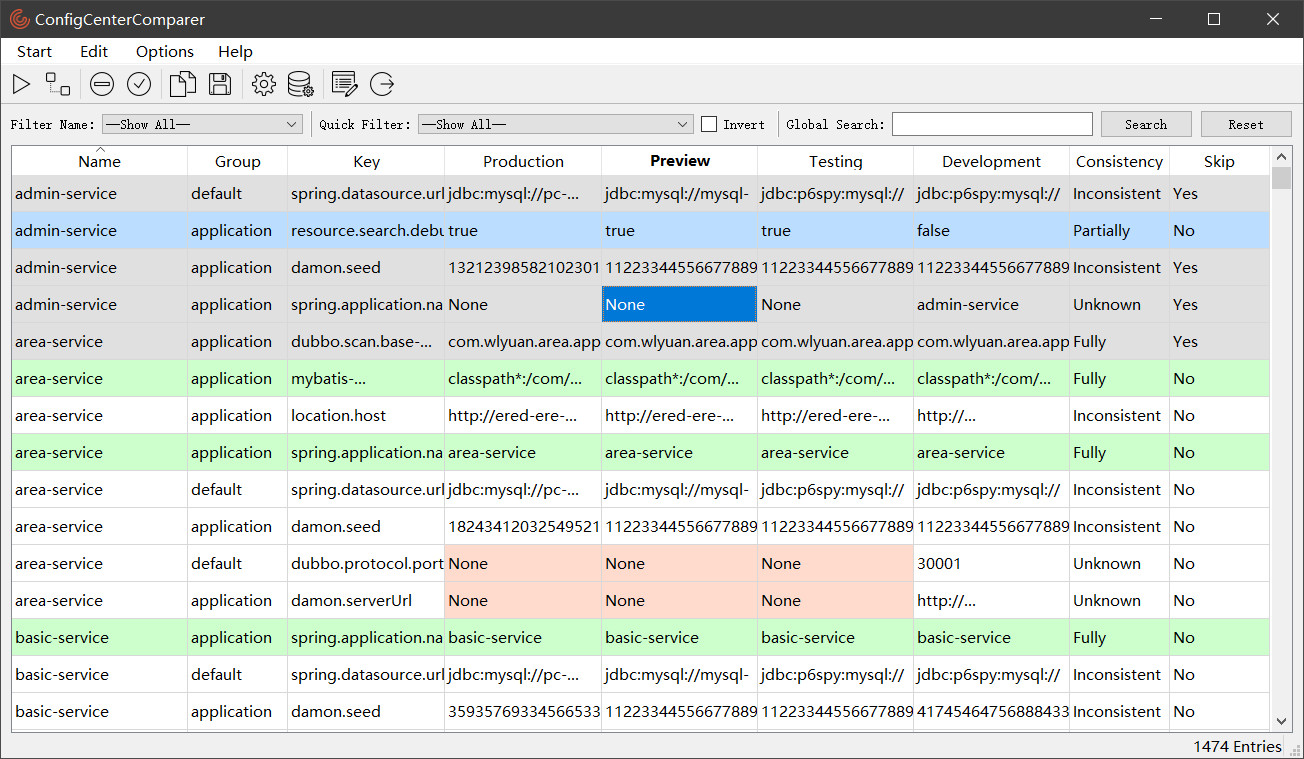 ConfigCenterComparer
Start Edit Options Help
Filter Name: —Show All— Quick Filter: —Show All— Invert Global Search: Search Reset
Name Group Key Production Preview Testing Development Consistency Skip
admin-service default spring.datasource.url jdbc:mysql://pc-... jdbc:mysql://mysql- jdbc:p6spy:mysql:// jdbc:p6spy:mysql:// Inconsistent Yes
admin-service application resource.search.debu true true true false Partially No
admin-service application damon.seed 13212398582102301 11223344556677889 11223344556677889 11223344556677889 Inconsistent Yes
admin-service application spring.application.na None None None admin-service Unknown Yes
area-service application dubbo.scan.base-... com.wlyuan.area.app com.wlyuan.area.app com.wlyuan.area.app com.wlyuan.area.app Fully Yes
area-service application mybatis-... classpath*:/com/... classpath*:/com/... classpath*:/com/... classpath*:/com/... Fully No
area-service application location.host http://ered-ere-... http://ered-ere-... http://ered-ere-... http://... Inconsistent No
area-service application spring.application.na area-service area-service area-service area-service Fully No
area-service default spring.datasource.url jdbc:mysql://pc-... jdbc:mysql://mysql- jdbc:p6spy:mysql:// jdbc:p6spy:mysql:// Inconsistent No
area-service application damon.seed 18243412032549521 11223344556677889 11223344556677889 11223344556677889 Inconsistent No
area-service default dubbo.protocol.port None None None 30001 Unknown No
area-service application damon.serverUrl None None None http://... Unknown No
basic-service application spring.application.na basic-service basic-service basic-service basic-service Fully No
basic-service default spring.datasource.url jdbc:mysql://pc-... jdbc:mysql://mysql- jdbc:p6spy:mysql:// jdbc:p6spy:mysql:// Inconsistent No
basic-service application damon.seed 35935769334566533 11223344556677889 11223344556677889 41745464756888433 Inconsistent No
1474 Entries